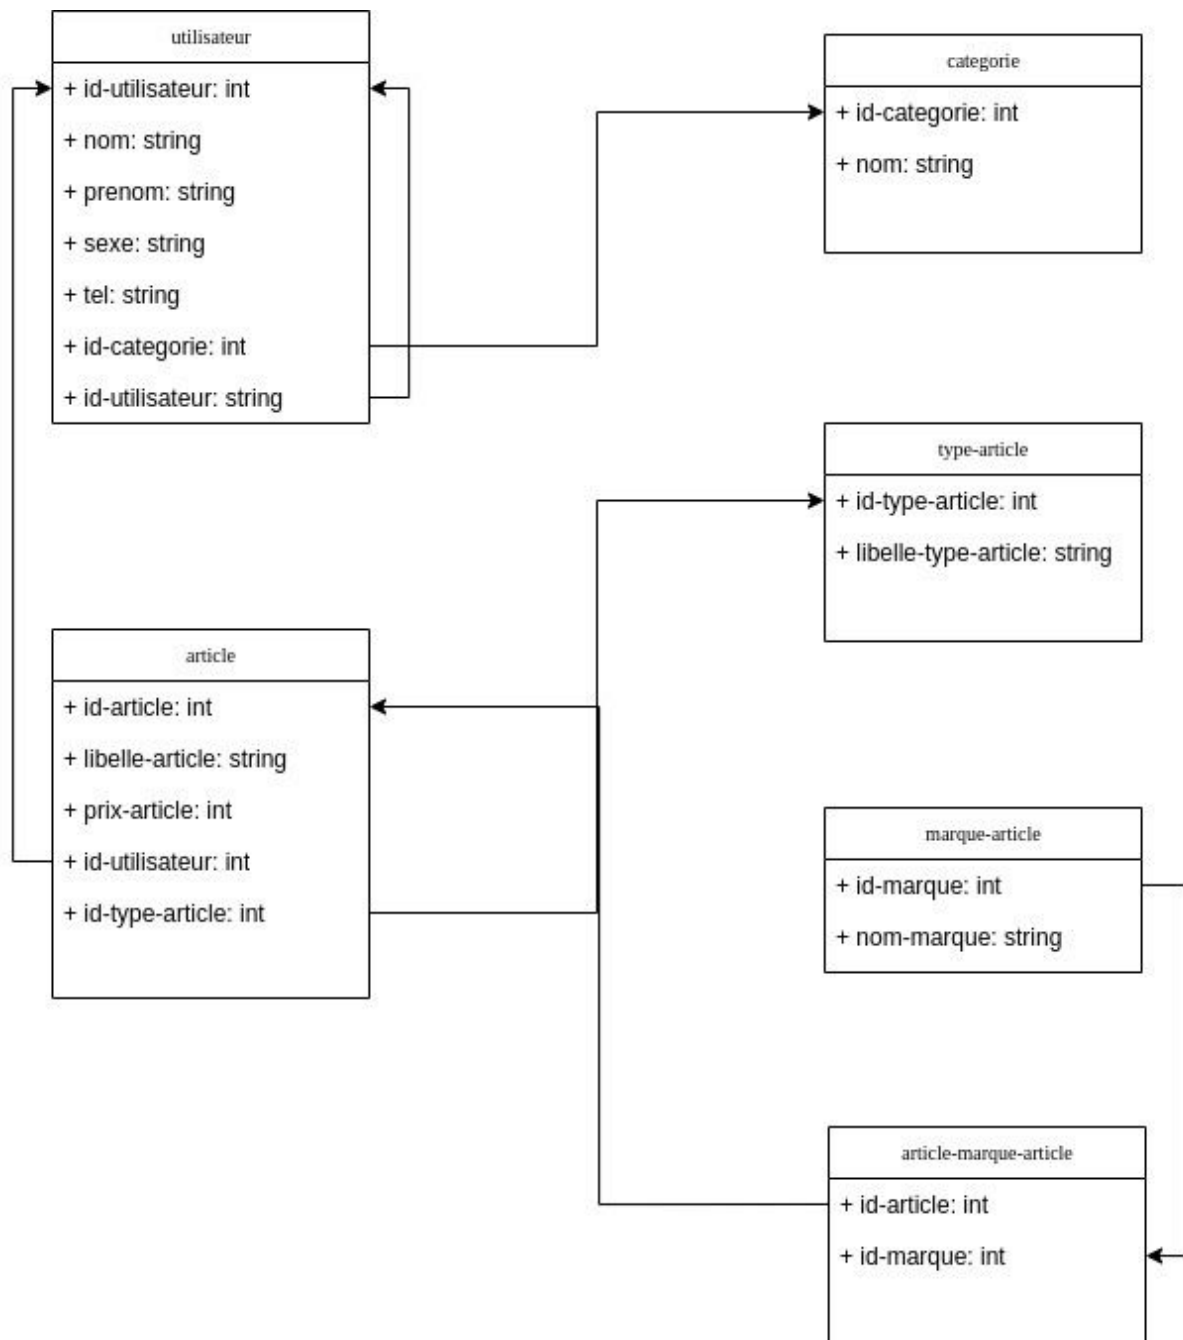 utilisateur
+ id-utilisateur: int
+ nom: string
+ prenom: string
+ sexe: string
+ tel: string
+ id-categorie: int
+ id-utilisateur: string
categorie
+ id-categorie: int
+ nom: string
type-article
+ id-type-article: int
+ libelle-type-article: string
article
+ id-article: int
+ libelle-article: string
+ prix-article: int
+ id-utilisateur: int
+ id-type-article: int
marque-article
+ id-marque: int
+ nom-marque: string
article-marque-article
+ id-article: int
+ id-marque: int